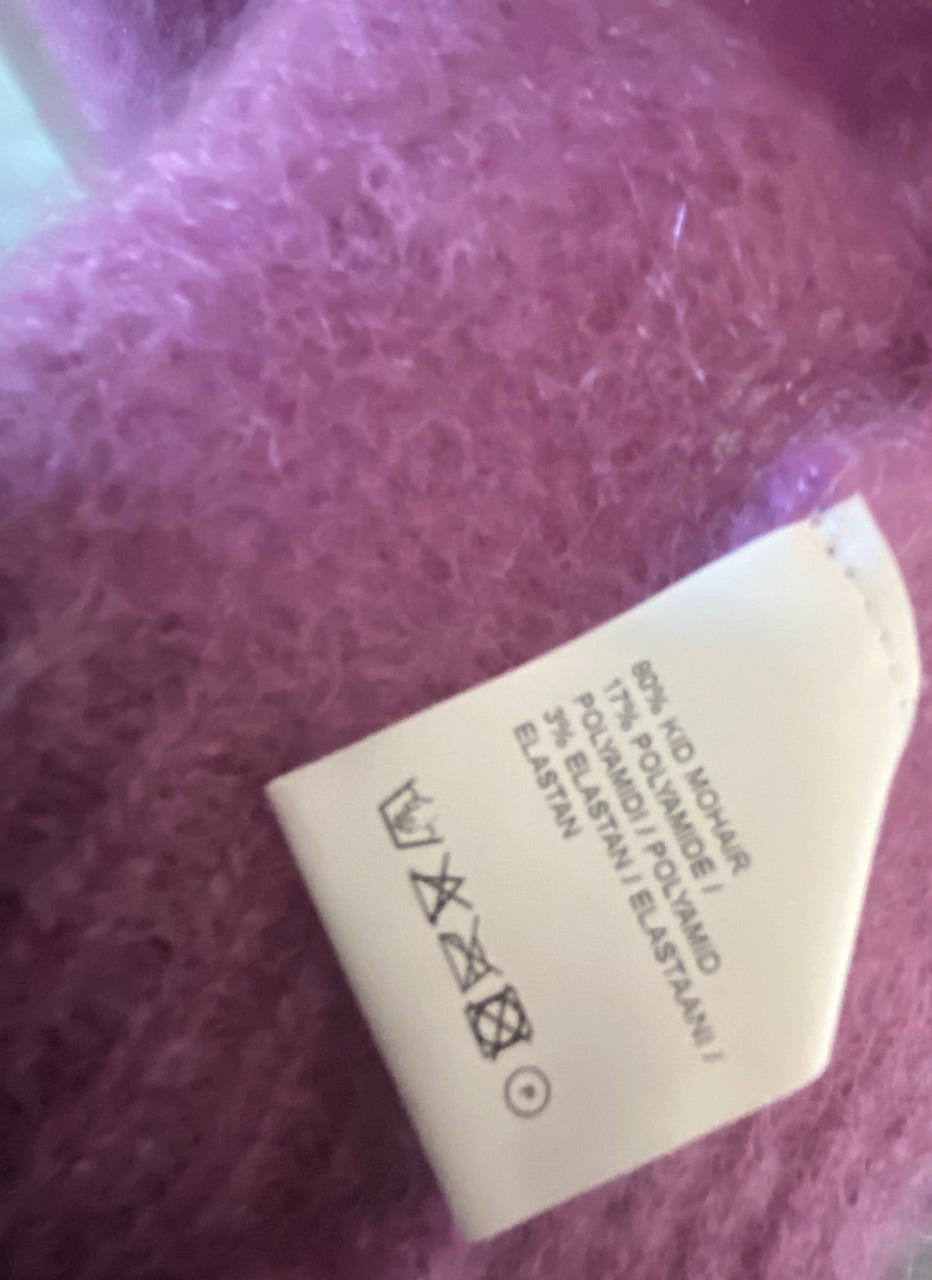 80% KID MOHAIR
17% POLYAMIDE /
POLYAMIDI / POLYAMID
3% ELASTAN / ELASTAANI /
ELASTAN
P